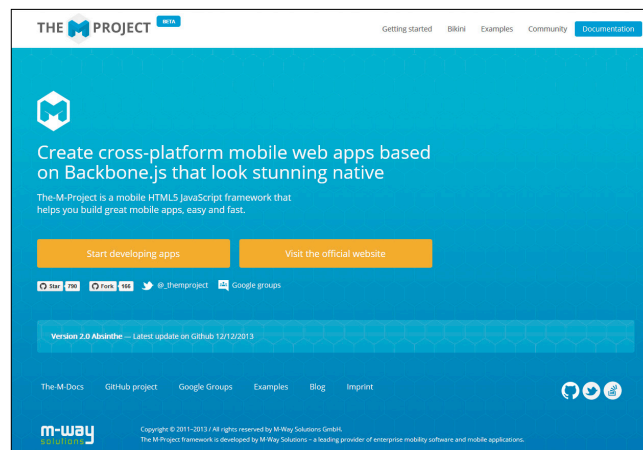 THE M PROJECT BETA
Getting started Bikini Examples Community Documentation
Create cross-platform mobile web apps based
on Backbone.js that look stunning native
The-M-Project is a mobile HTML5 JavaScript framework that
helps you build great mobile apps, easy and fast.
Start developing apps Visit the official website
Star 790 Fork 166 @_themproject Google groups
Version 2.0 Absinthe — Latest update on Github 12/12/2013
The-M-Docs GitHub project Google Groups Examples Blog Imprint
m-way
solutions
Copyright © 2011–2013 / All rights reserved by M-Way Solutions GmbH.
The M-Project framework is developed by M-Way Solutions – a leading provider of enterprise mobility software and mobile applications.